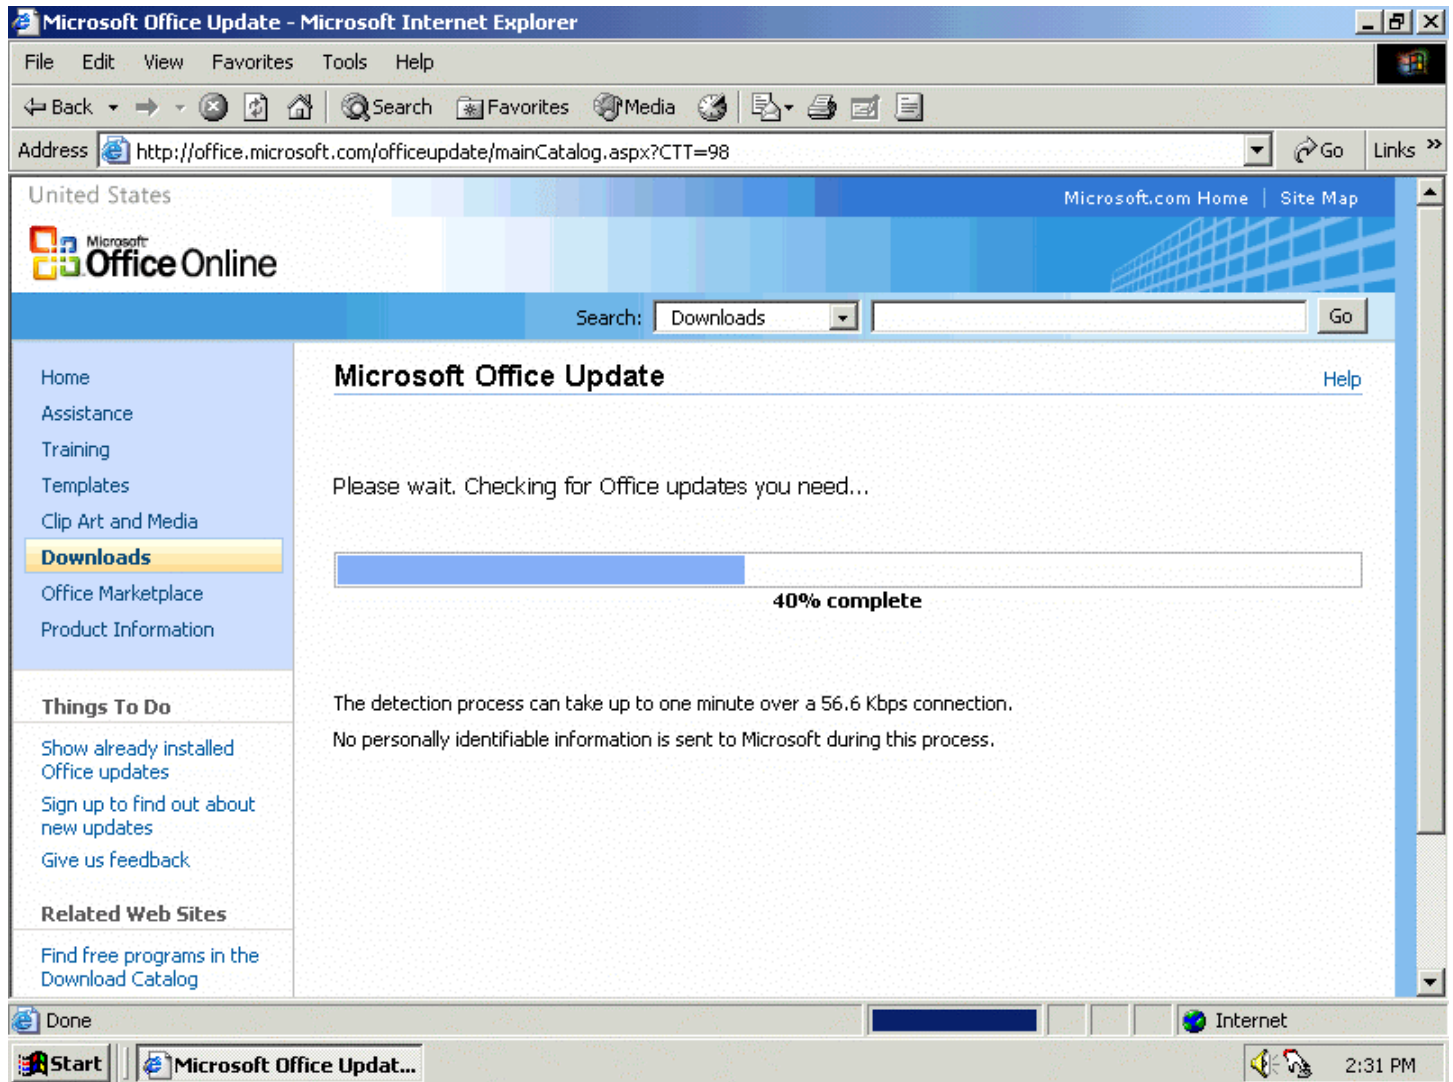 Microsoft Office Update - Microsoft Internet Explorer
File Edit View Favorites Tools Help
Back Search Favorites Media
Address http://office.microsoft.com/officeupdate/mainCatalog.aspx?CTT=98 Go Links »
United States
Microsoft.com Home | Site Map
Microsoft
Office Online
Search: Downloads Go
Home
Assistance
Training
Templates
Clip Art and Media
Downloads
Office Marketplace
Product Information
Things To Do
Show already installed
Office updates
Sign up to find out about
new updates
Give us feedback
Related Web Sites
Find free programs in the
Download Catalog
Microsoft Office Update
Help
Please wait. Checking for Office updates you need...
40% complete
The detection process can take up to one minute over a 56.6 Kbps connection.
No personally identifiable information is sent to Microsoft during this process.
Done Internet
Start Microsoft Office Updat... 2:31 PM